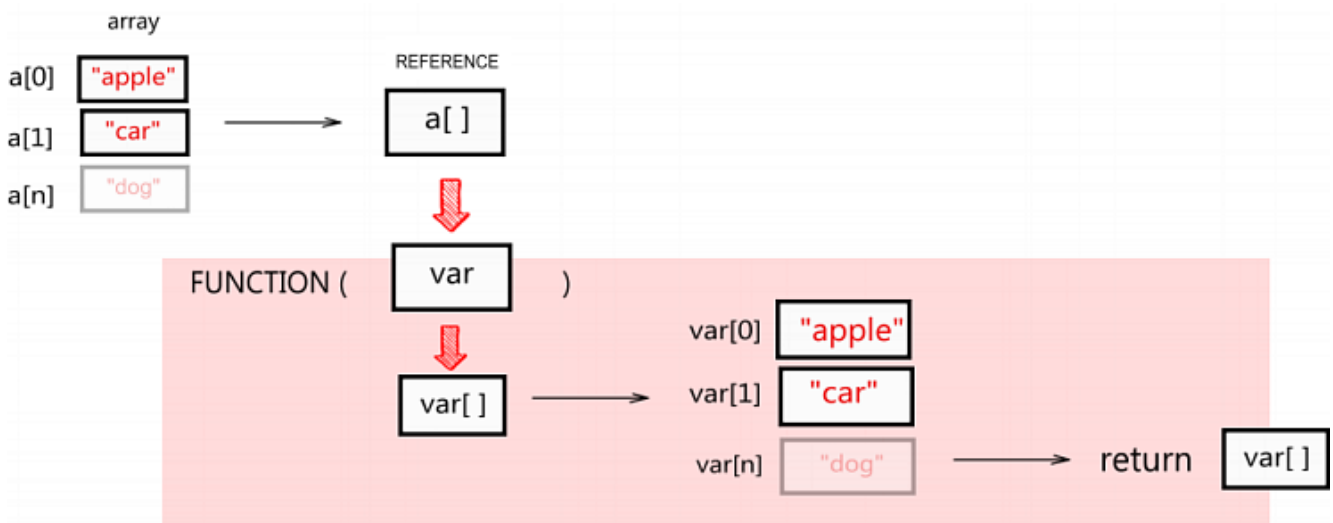 array
REFERENCE
a[0] "apple"
a[ ]
a[1] "car"
a[n] "dog"
FUNCTION ( var )
var[0] "apple"
var[1] "car"
var[ ]
var[n] "dog"
return var[ ]